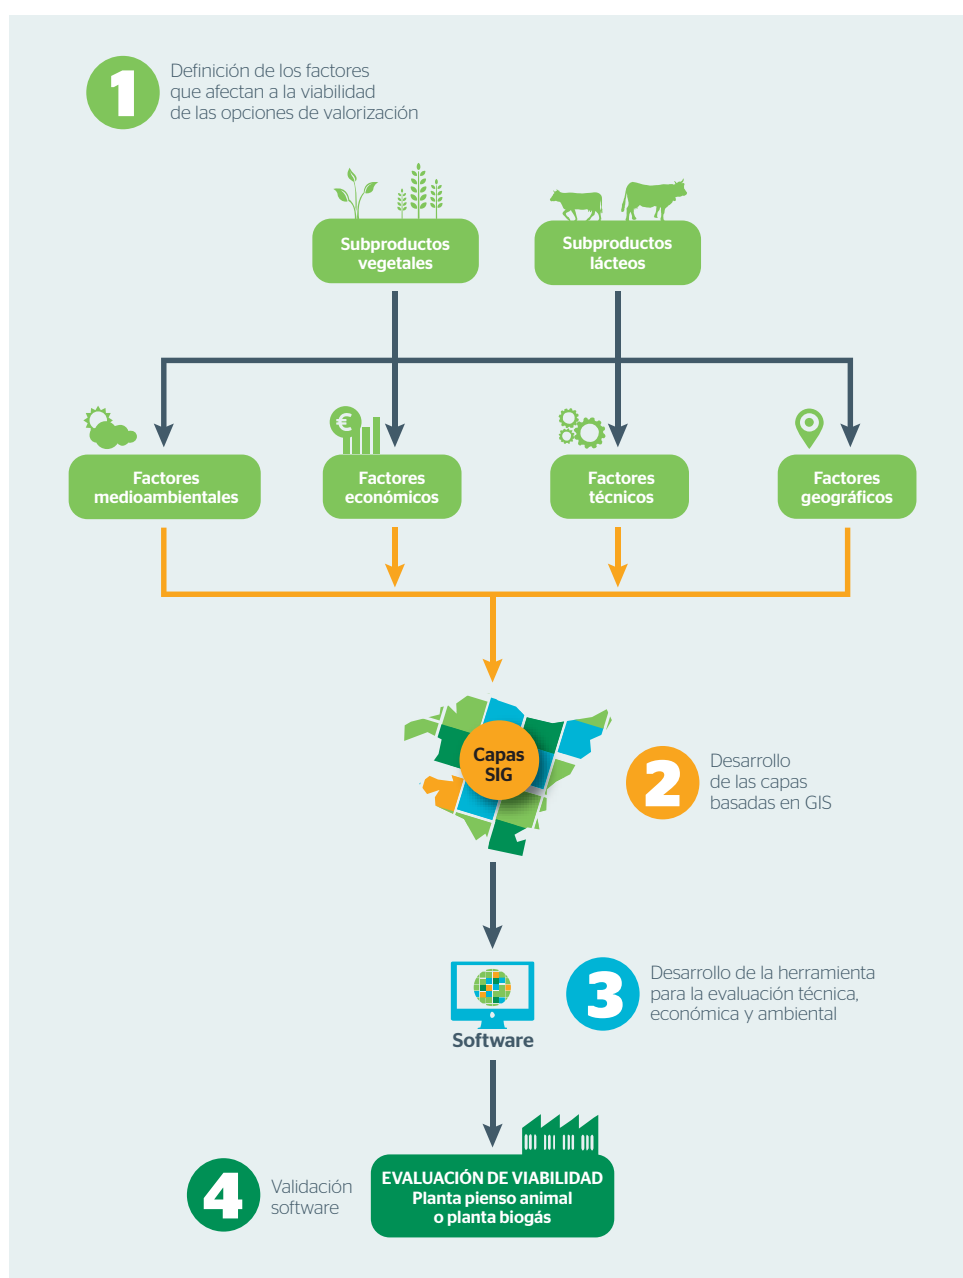 1
Definición de los factores
que afectan a la viabilidad
de las opciones de valorización
Subproductos
vegetales
Subproductos
lácteos
€
Factores
medioambientales
Factores
económicos
Factores
técnicos
Factores
geográficos
Capas
SIG
2
Desarrollo
de las capas
basadas en GIS
3
Desarrollo de la herramienta
para la evaluación técnica,
económica y ambiental
Software
4
Validación
software
EVALUACIÓN DE VIABILIDAD
Planta pienso animal
o planta biogás